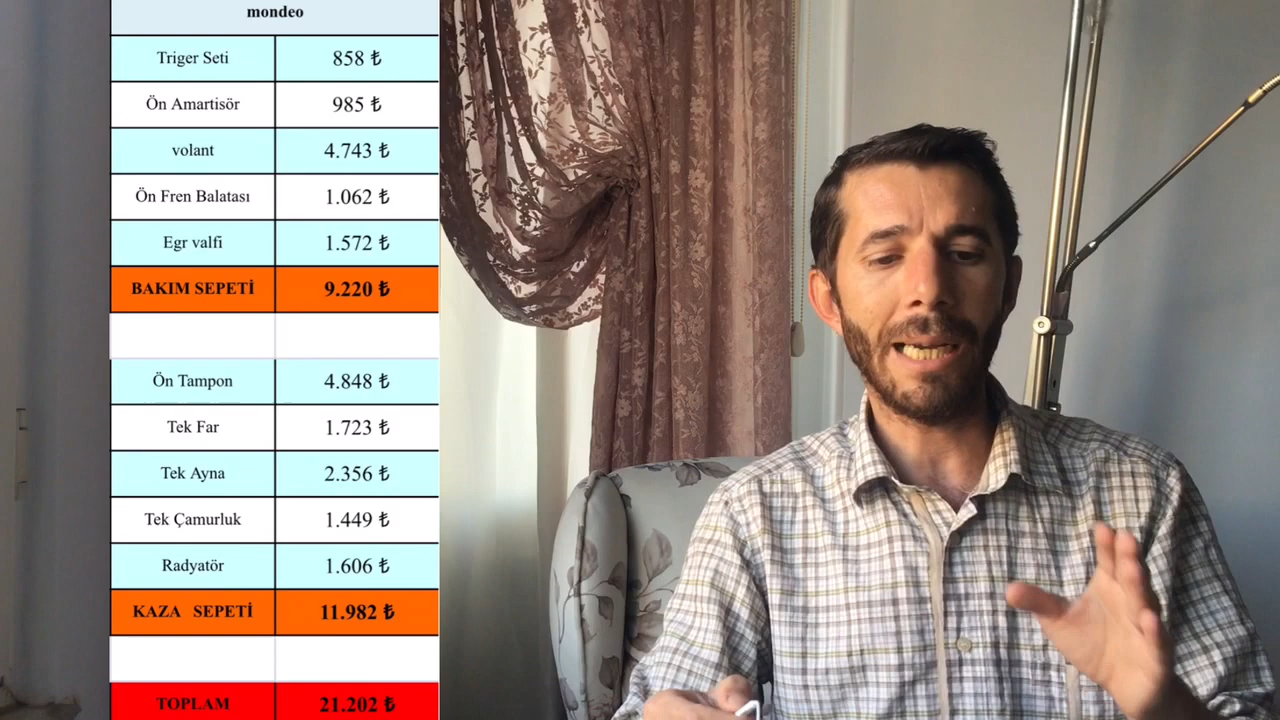 mondeo
Triger Seti 858 ₺
Ön Amartisör 985 ₺
volant 4.743 ₺
Ön Fren Balatası 1.062 ₺
Egr valfi 1.572 ₺
BAKIM SEPETİ 9.220 ₺
Ön Tampon 4.848 ₺
Tek Far 1.723 ₺
Tek Ayna 2.356 ₺
Tek Çamurluk 1.449 ₺
Radyatör 1.606 ₺
KAZA SEPETİ 11.982 ₺
TOPLAM 21.202 ₺